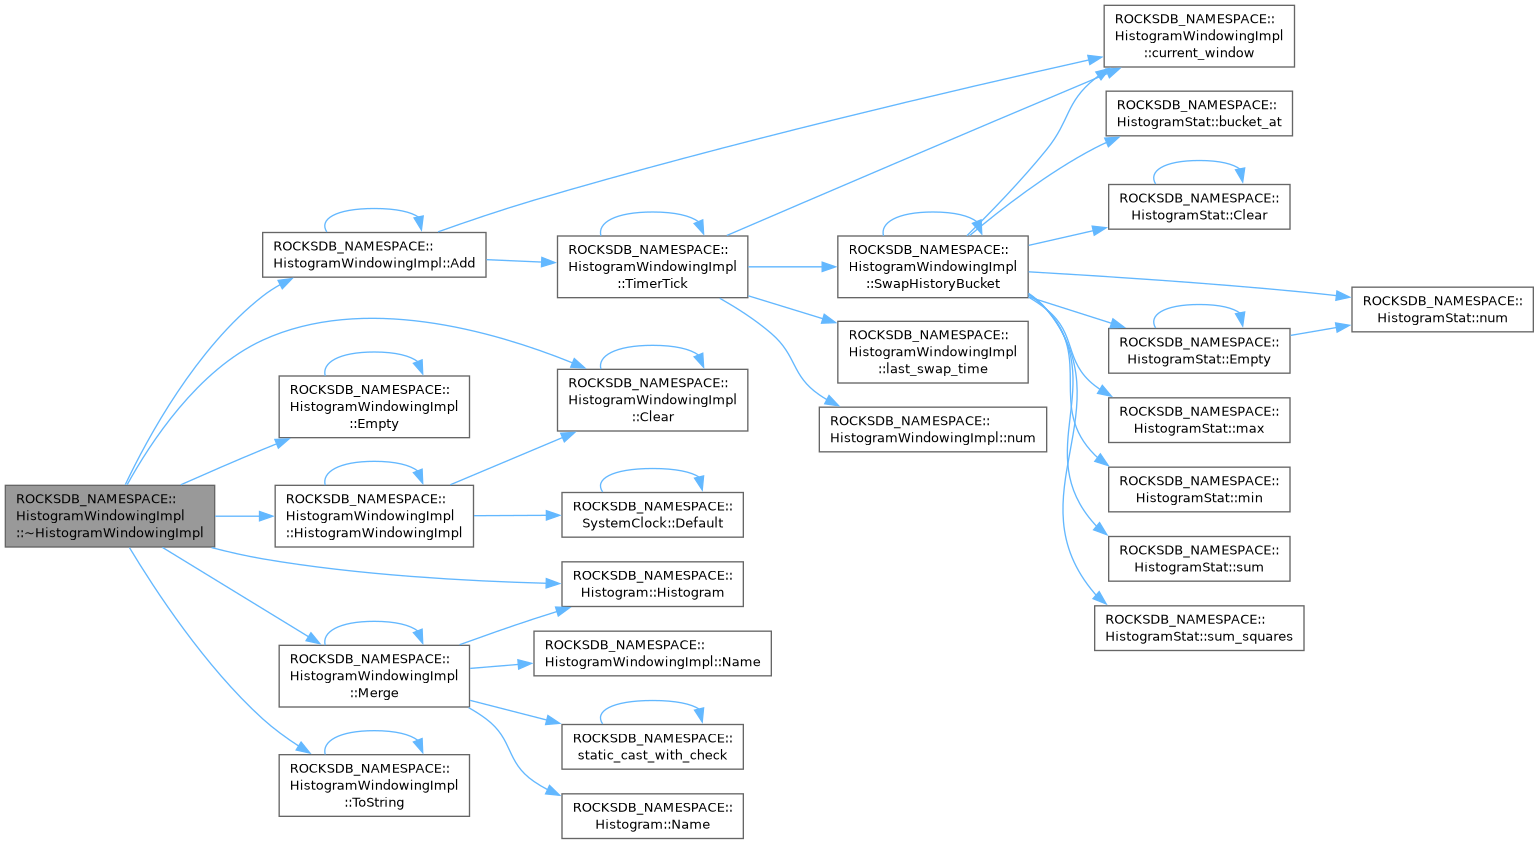 ROCKSDB_NAMESPACE::
HistogramWindowingImpl
::~HistogramWindowingImpl
ROCKSDB_NAMESPACE::
HistogramWindowingImpl::Add
ROCKSDB_NAMESPACE::
HistogramWindowingImpl
::Empty
ROCKSDB_NAMESPACE::
HistogramWindowingImpl
::HistogramWindowingImpl
ROCKSDB_NAMESPACE::
HistogramWindowingImpl
::Merge
ROCKSDB_NAMESPACE::
HistogramWindowingImpl
::ToString
ROCKSDB_NAMESPACE::
HistogramWindowingImpl
::TimerTick
ROCKSDB_NAMESPACE::
HistogramWindowingImpl
::Clear
ROCKSDB_NAMESPACE::
SystemClock::Default
ROCKSDB_NAMESPACE::
Histogram::Histogram
ROCKSDB_NAMESPACE::
HistogramWindowingImpl::Name
ROCKSDB_NAMESPACE::
static_cast_with_check
ROCKSDB_NAMESPACE::
Histogram::Name
ROCKSDB_NAMESPACE::
HistogramWindowingImpl
::SwapHistoryBucket
ROCKSDB_NAMESPACE::
HistogramWindowingImpl
::last_swap_time
ROCKSDB_NAMESPACE::
HistogramWindowingImpl::num
ROCKSDB_NAMESPACE::
HistogramWindowingImpl
::current_window
ROCKSDB_NAMESPACE::
HistogramStat::bucket_at
ROCKSDB_NAMESPACE::
HistogramStat::Clear
ROCKSDB_NAMESPACE::
HistogramStat::Empty
ROCKSDB_NAMESPACE::
HistogramStat::max
ROCKSDB_NAMESPACE::
HistogramStat::min
ROCKSDB_NAMESPACE::
HistogramStat::sum
ROCKSDB_NAMESPACE::
HistogramStat::sum_squares
ROCKSDB_NAMESPACE::
HistogramStat::num